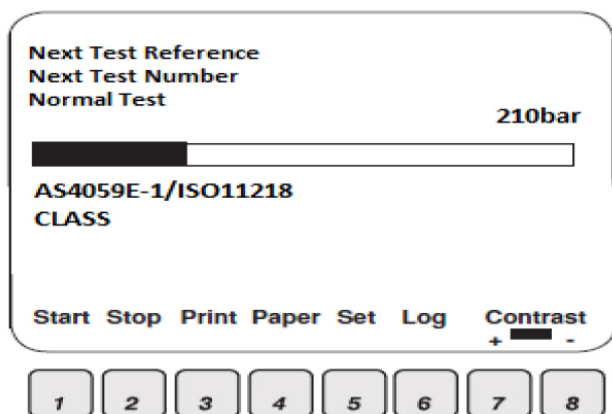 Next Test Reference
Next Test Number
Normal Test
210bar
AS4059E-1/ISO11218
CLASS
Start Stop Print Paper Set Log Contrast
+ -
1 2 3 4 5 6 7 8